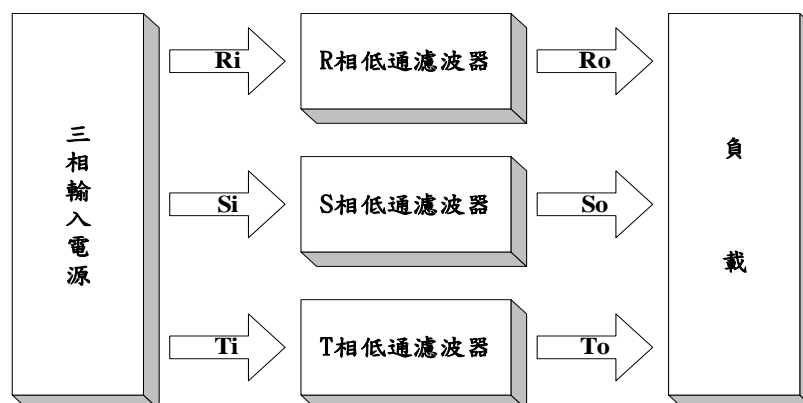 三相輸入電源
Ri
R相低通濾波器
Ro
Si
S相低通濾波器
So
Ti
T相低通濾波器
To
負載